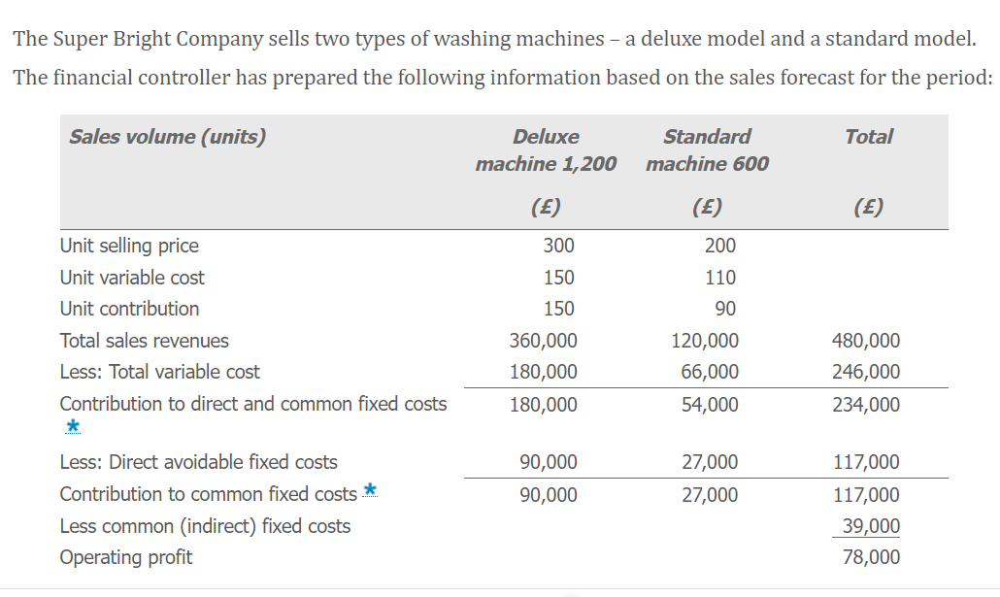 The Super Bright Company sells two types of washing machines – a deluxe model and a standard model.
The financial controller has prepared the following information based on the sales forecast for the period:
Sales volume (units) Deluxe machine 1,200 Standard machine 600 Total
(£) (£) (£)
Unit selling price 300 200
Unit variable cost 150 110
Unit contribution 150 90
Total sales revenues 360,000 120,000 480,000
Less: Total variable cost 180,000 66,000 246,000
Contribution to direct and common fixed costs 180,000 54,000 234,000
*
Less: Direct avoidable fixed costs 90,000 27,000 117,000
Contribution to common fixed costs * 90,000 27,000 117,000
Less common (indirect) fixed costs 39,000
Operating profit 78,000